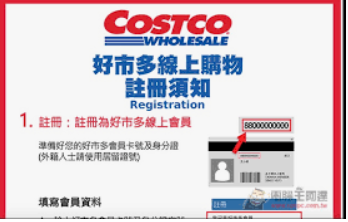 COSTCO
WHOLESALE
好市多線上購物
註冊須知
Registration
1. 註冊：註冊為好市多線上會員
88000000000
準備好您的好市多會員卡號及身分證
(外籍人士請使用居留證號)
填寫會員資料
註冊